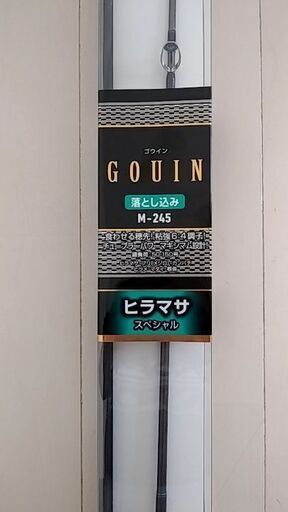 ゴウイン
GOUIN
落とし込み
M-245
食わせる穂先!粘強6:4調子!
チューブラーパワーマキシマム設計
ヒラマサ
スペシャル